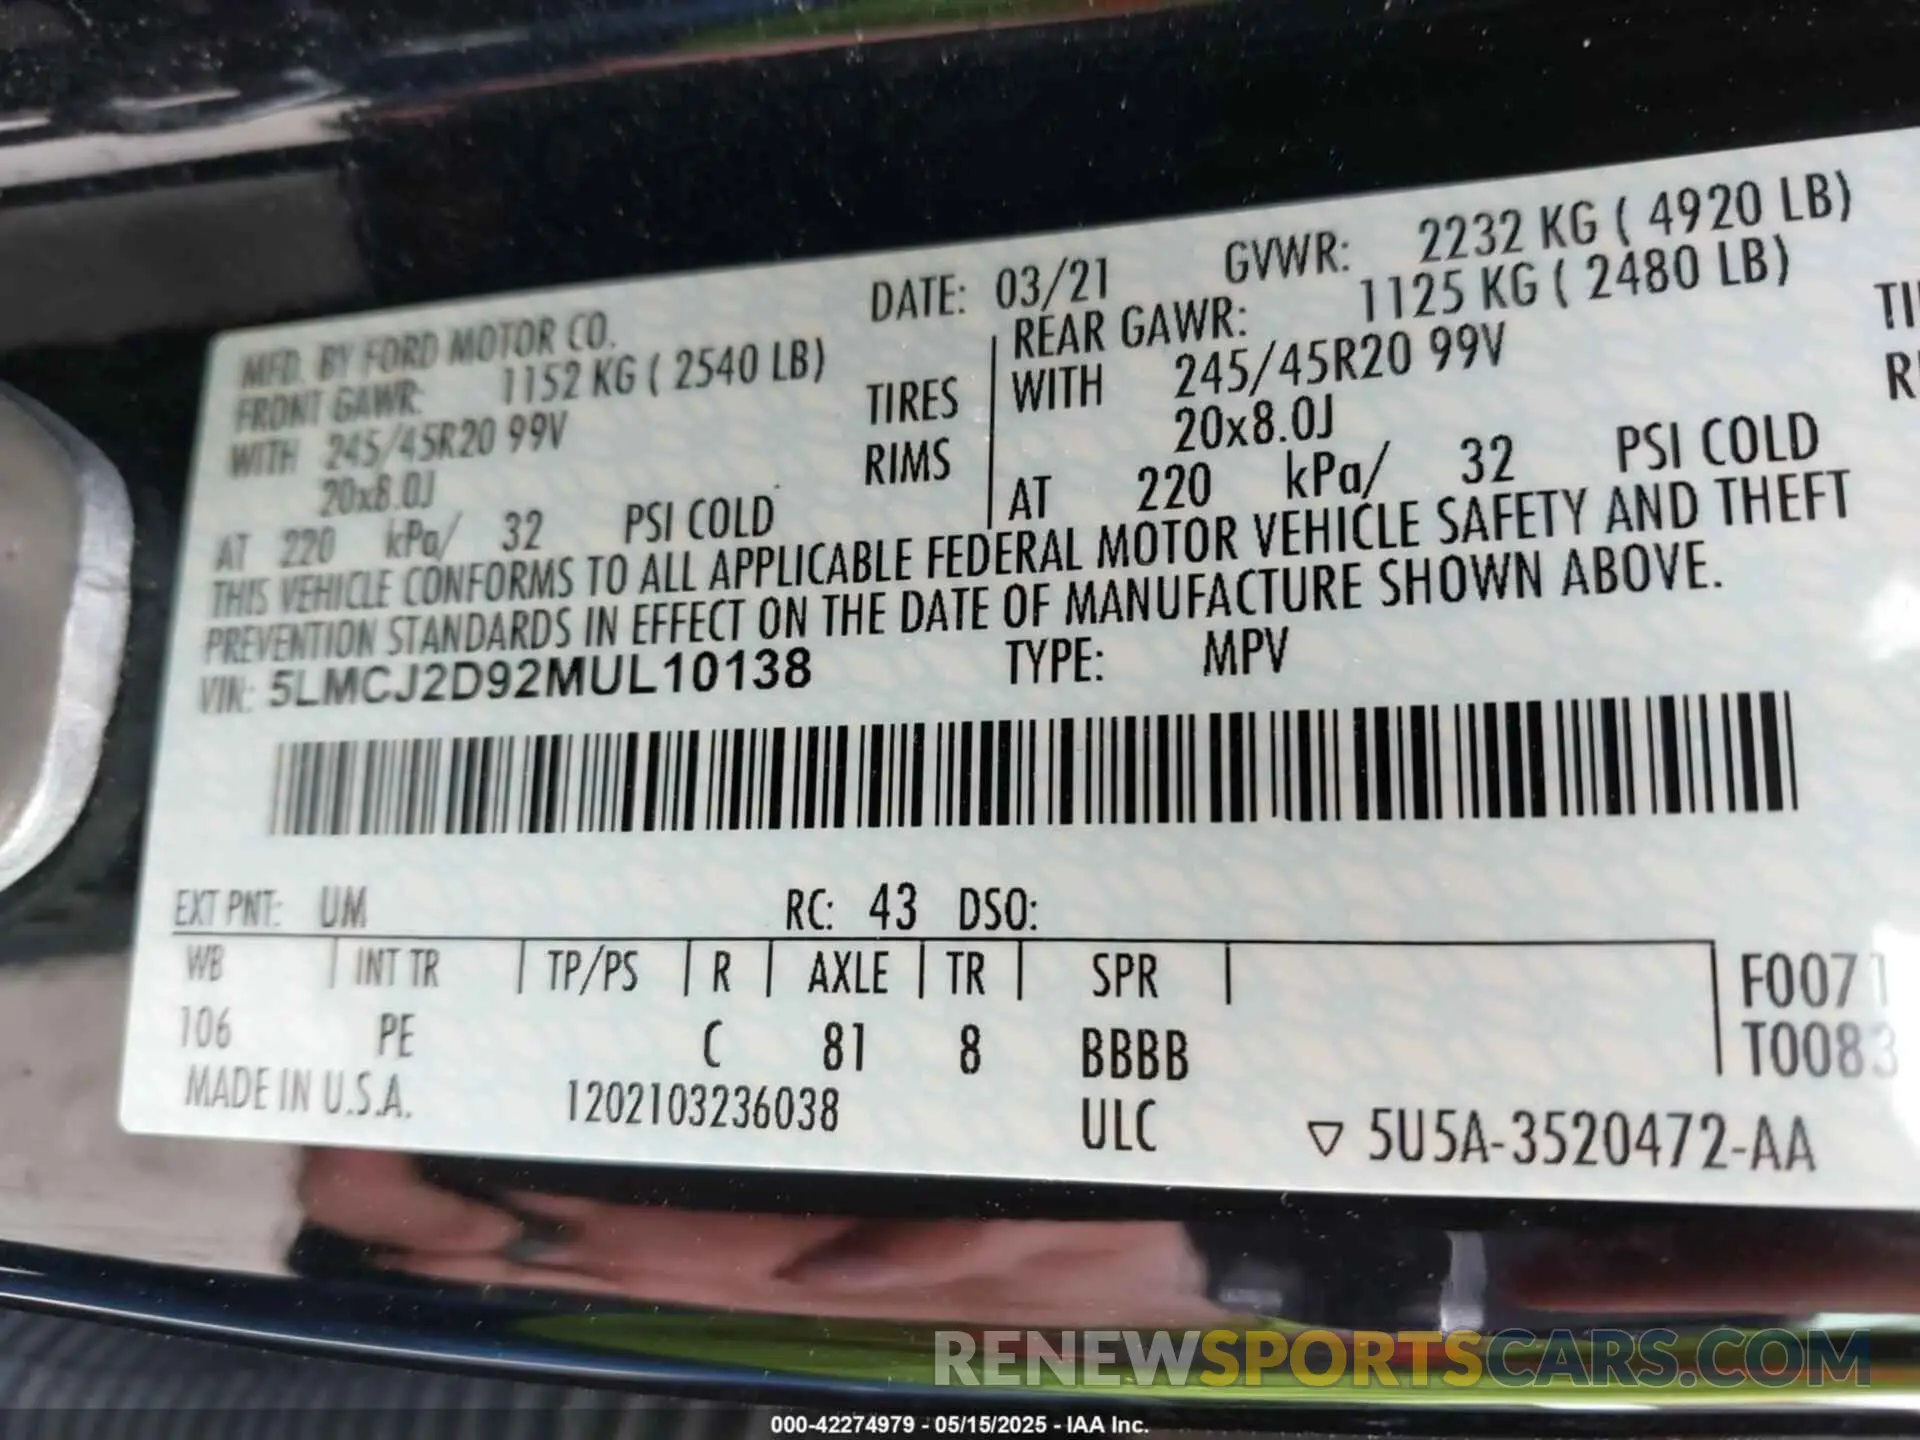 MFD. BY FORD MOTOR CO. DATE: 03/21 GVWR: 2232 KG ( 4920 LB)
FRONT GAWR: 1152 KG ( 2540 LB) REAR GAWR: 1125 KG ( 2480 LB)
WITH 245/45R20 99V TIRES WITH 245/45R20 99V TI
20x8.0J RIMS 20x8.0J
AT 220 kPa/ 32 PSI COLD AT 220 kPa/ 32 PSI COLD
THIS VEHICLE CONFORMS TO ALL APPLICABLE FEDERAL MOTOR VEHICLE SAFETY AND THEFT
PREVENTION STANDARDS IN EFFECT ON THE DATE OF MANUFACTURE SHOWN ABOVE.
VIN: 5LMCJ2D92MUL10138 TYPE: MPV
EXT PNT: UM RC: 43 DSO:
WB INT TR TP/PS R AXLE TR SPR F0071
106 PE C 81 8 BBBB T0083
MADE IN U.S.A. 1202103236038 ULC ▽ 5U5A-3520472-AA
RENEWSPORTSCARS.COM
000-42274979 - 05/15/2025 - IAA Inc.